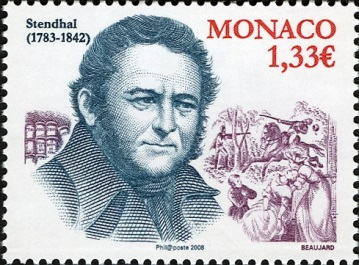 Stendhal
(1783-1842)
MONACO
1,33€
Phil@poste 2008
BEAUJARD